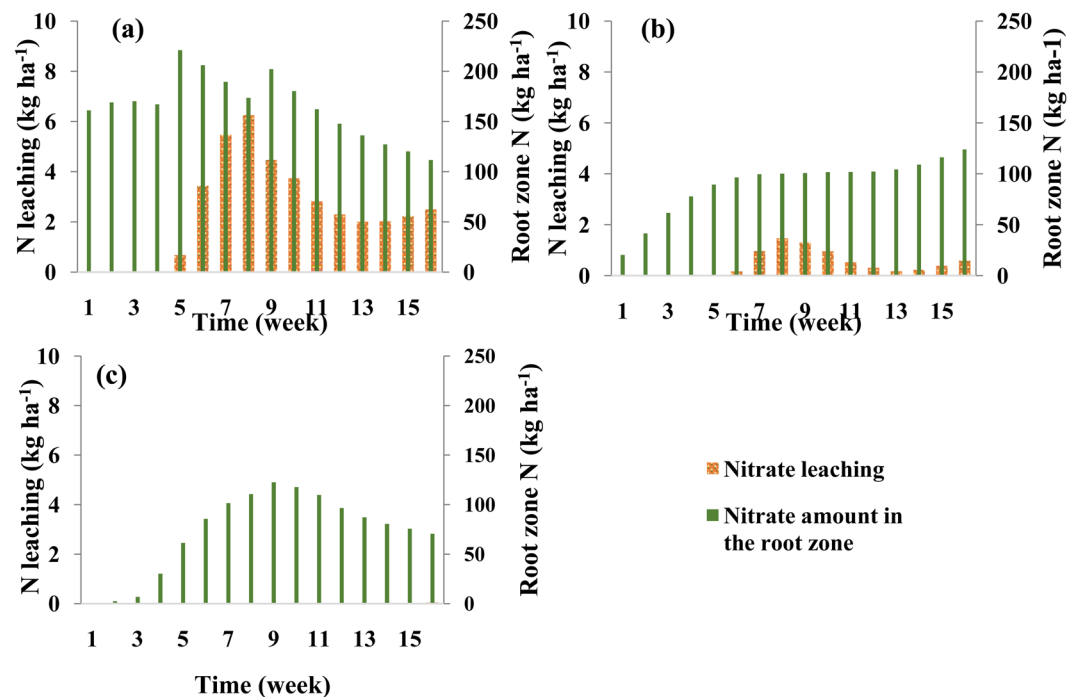 (a)
N leaching (kg ha-1)
10
8
6
4
2
0
250
200
150
100
50
0
Root zone N (kg ha-1)
1 3 5 7 9 11 13 15
Time (week)
(b)
N leaching (kg ha-1)
10
8
6
4
2
0
250
200
150
100
50
0
Root zone N (kg ha-1)
1 3 5 7 9 11 13 15
Time (week)
(c)
N leaching (kg ha-1)
10
8
6
4
2
0
250
200
150
100
50
0
Root zone N (kg ha-1)
1 3 5 7 9 11 13 15
Time (week)
Nitrate leaching
Nitrate amount in
the root zone